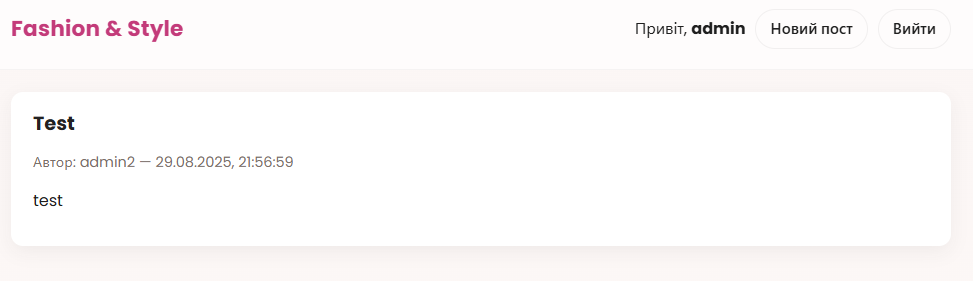 Fashion & Style
Привіт, admin Новий пост Вийти
Test
Автор: admin2 — 29.08.2025, 21:56:59
test